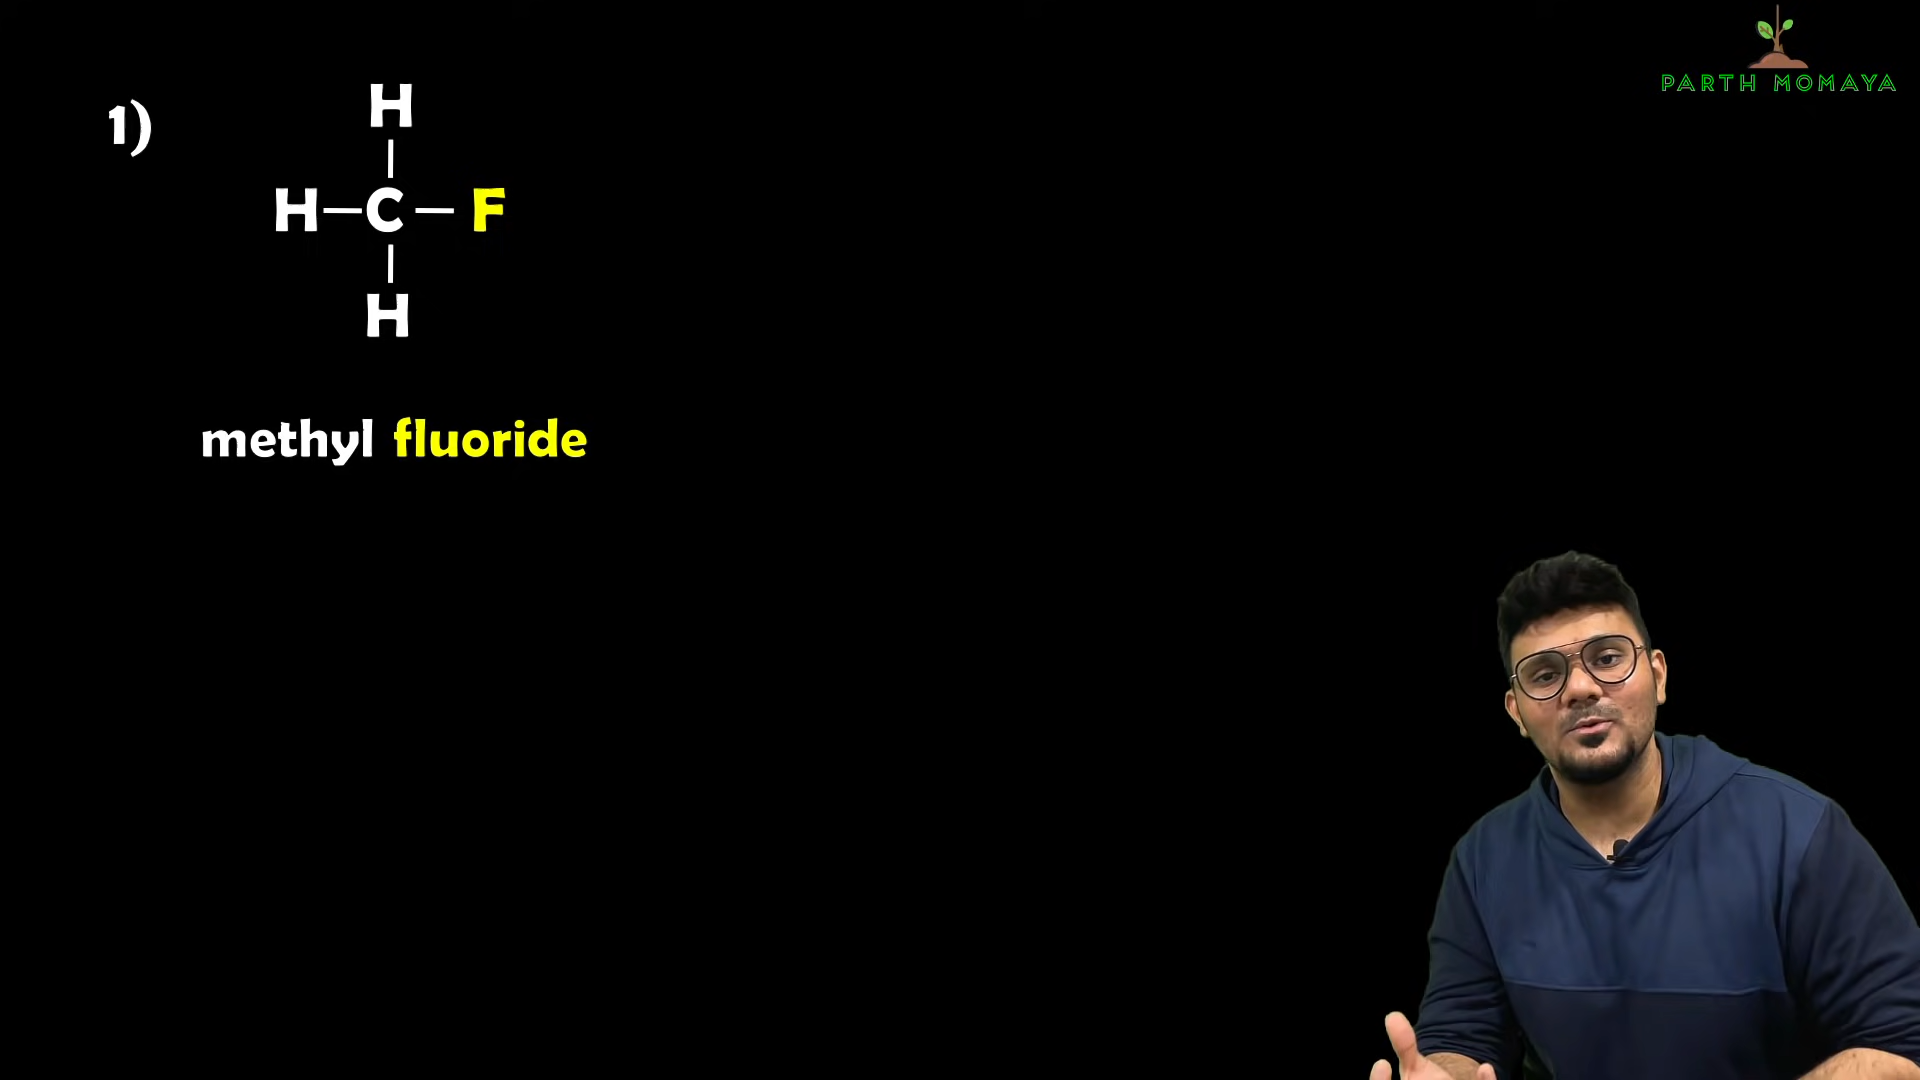 PARTH MOMAYA
1)
H
H—C—F
H
methyl fluoride